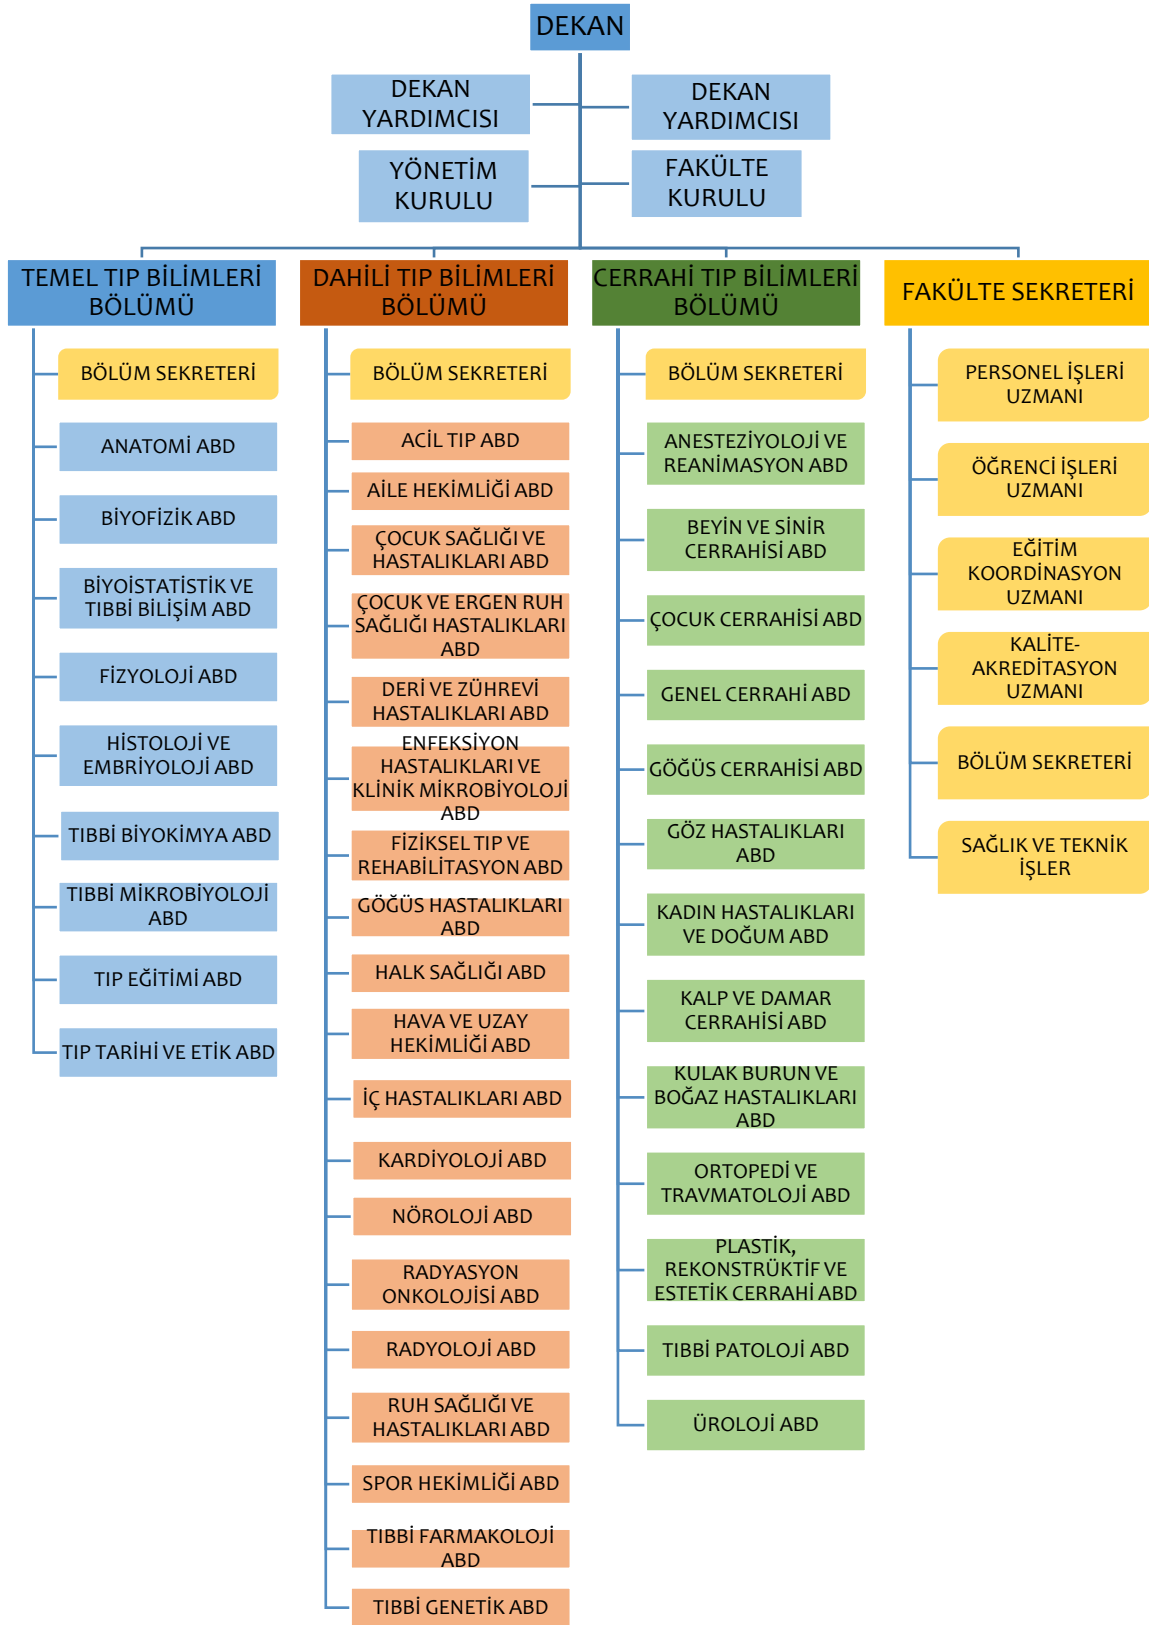 DEKAN
DEKAN
YARDIMCISI
DEKAN
YARDIMCISI
YÖNETİM
KURULU
FAKÜLTE
KURULU
TEMEL TIP BİLİMLERİ
BÖLÜMÜ
BÖLÜM SEKRETERİ
ANATOMİ ABD
BİYOFİZİK ABD
BİYOİSTATİSTİK VE
TIBBİ BİLİŞİM ABD
FİZYOLOJİ ABD
HİSTOLOJİ VE
EMBRİYOLOJİ ABD
TIBBİ BİYOKİMYA ABD
TIBBİ MİKROBİYOLOJİ
ABD
TIP EĞİTİMİ ABD
TIP TARİHİ VE ETİK ABD
DAHİLİ TIP BİLİMLERİ
BÖLÜMÜ
BÖLÜM SEKRETERİ
ACİL TIP ABD
AİLE HEKİMLİĞİ ABD
ÇOCUK SAĞLIĞI VE
HASTALIKLARI ABD
ÇOCUK VE ERGEN RUH
SAĞLIĞI HASTALIKLARI
ABD
DERİ VE ZÜHREVİ
HASTALIKLARI ABD
ENFEKSİYON
HASTALIKLARI VE
KLİNİK MİKROBİYOLOJİ
ABD
FİZİKSEL TIP VE
REHABİLİTASYON ABD
GÖĞÜS HASTALIKLARI
ABD
HALK SAĞLIĞI ABD
HAVA VE UZAY
HEKİMLİĞİ ABD
İÇ HASTALIKLARI ABD
KARDİYOLOJİ ABD
NÖROLOJİ ABD
RADYASYON
ONKOLOJİSİ ABD
RADYOLOJİ ABD
RUH SAĞLIĞI VE
HASTALIKLARI ABD
SPOR HEKİMLİĞİ ABD
TIBBİ FARMAKOLOJİ
ABD
TIBBİ GENETİK ABD
CERRAHİ TIP BİLİMLERİ
BÖLÜMÜ
BÖLÜM SEKRETERİ
ANESTEZİYOLOJİ VE
REANİMASYON ABD
BEYİN VE SİNİR
CERRAHİSİ ABD
ÇOCUK CERRAHİSİ ABD
GENEL CERRAHİ ABD
GÖĞÜS CERRAHİSİ ABD
GÖZ HASTALIKLARI
ABD
KADIN HASTALIKLARI
VE DOĞUM ABD
KALP VE DAMAR
CERRAHİSİ ABD
KULAK BURUN VE
BOĞAZ HASTALIKLARI
ABD
ORTOPEDİ VE
TRAVMATOLOJİ ABD
PLASTİK,
REKONSTRÜKTİF VE
ESTETİK CERRAHİ ABD
TIBBİ PATOLOJİ ABD
ÜROLOJİ ABD
FAKÜLTE SEKRETERİ
PERSONEL İŞLERİ
UZMANI
ÖĞRENCİ İŞLERİ
UZMANI
EĞİTİM
KOORDİNASYON
UZMANI
KALİTE-
AKREDİTASYON
UZMANI
BÖLÜM SEKRETERİ
SAĞLIK VE TEKNİK
İŞLER